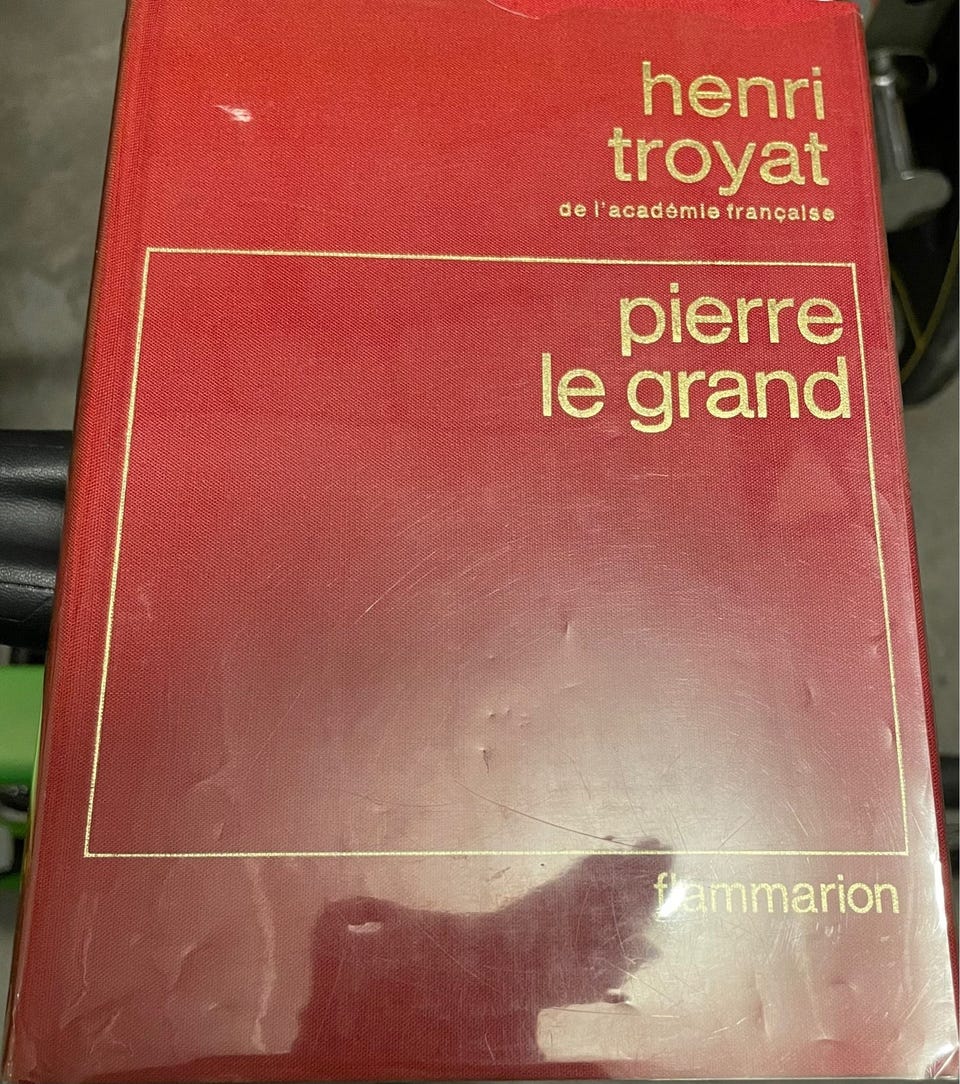 henri
troyat
de l'académie française
pierre
le grand
flammarion